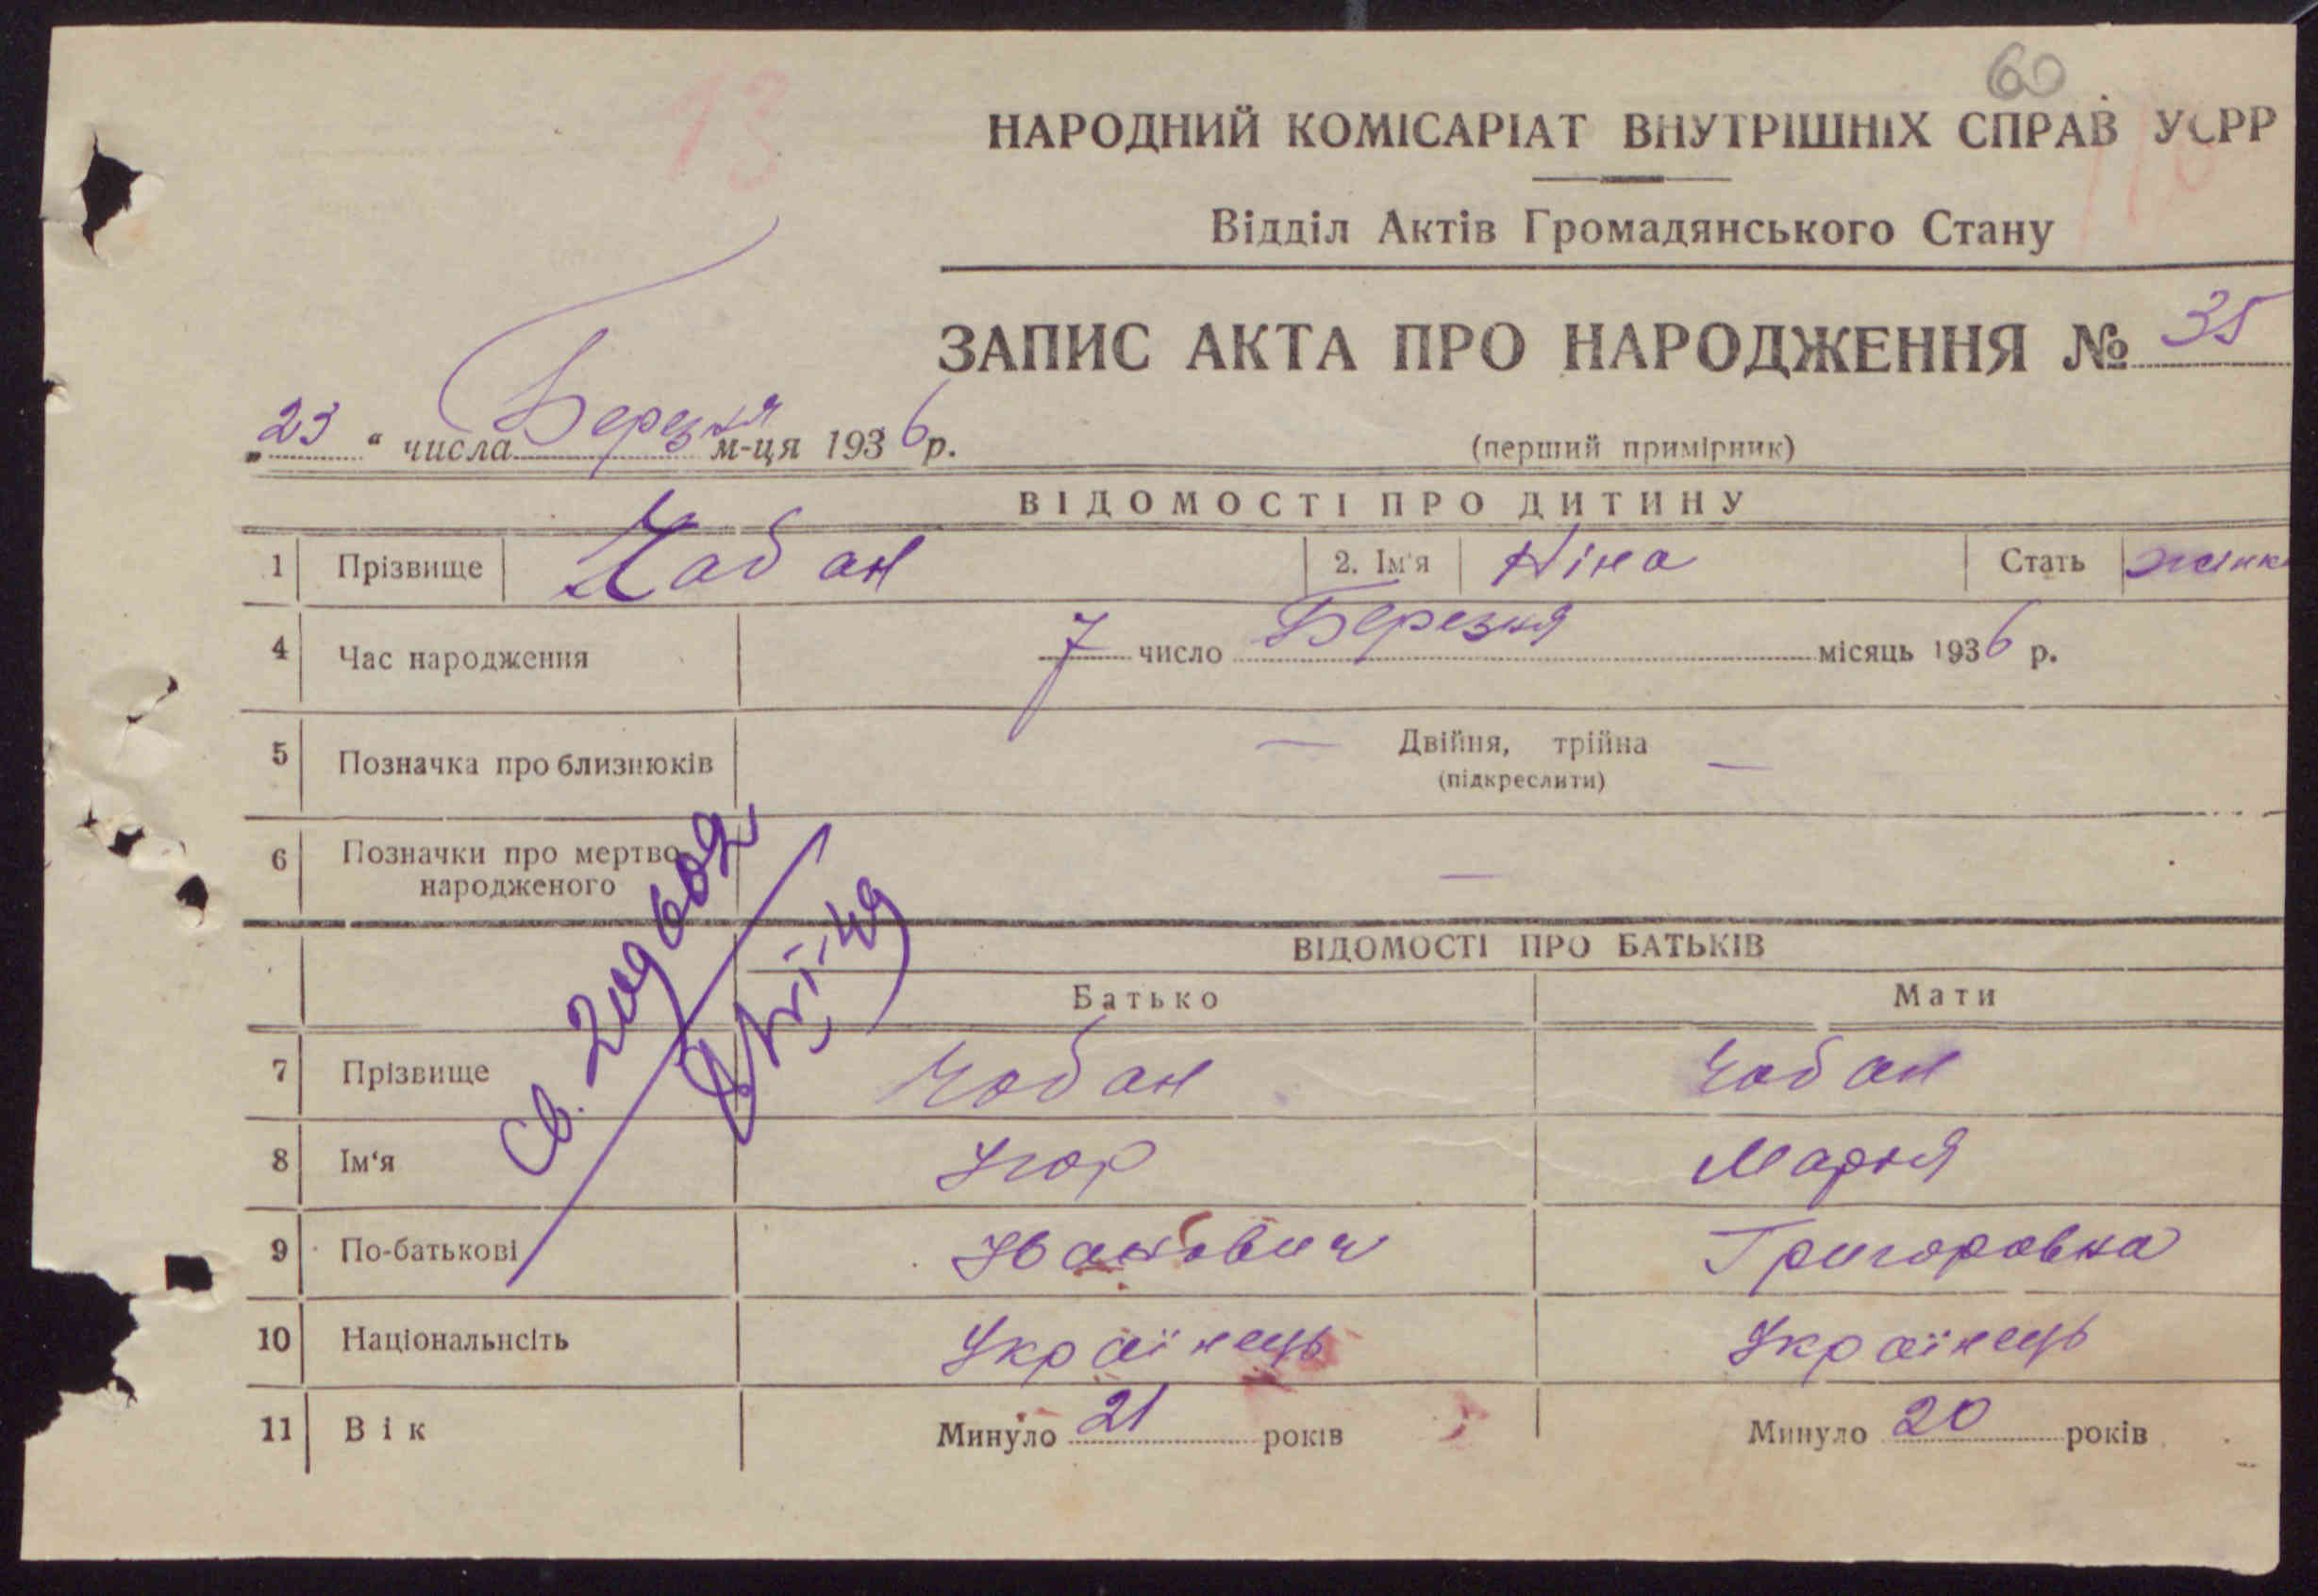 60
13
НАРОДНИЙ КОМІСАРІАТ ВНУТРІШНІХ СПРАВ УСРР
Відділ Актів Громадянського Стану
ЗАПИС АКТА ПРО НАРОДЖЕННЯ № 35
„23“ числа Березня м-ця 1936 р.
(перший примірник)
ВІДОМОСТІ ПРО ДИТИНУ
1 Прізвище Чабан 2. Ім'я Ніна Стать жінк
4 Час народження 7 число Березня місяць 1936 р.
5 Позначка про близнюків — Двійня, трійна —
(підкреслити)
6 Позначки про мертво-
народженого —
ВІДОМОСТІ ПРО БАТЬКІВ
Батько Мати
7 Прізвище Чабан Чабан
8 Ім‘я Ігор Марія
9 По-батькові Іванович Григоровна
10 Національнсіть Українець Українець
11 Вік Минуло 21 років Минуло 20 років